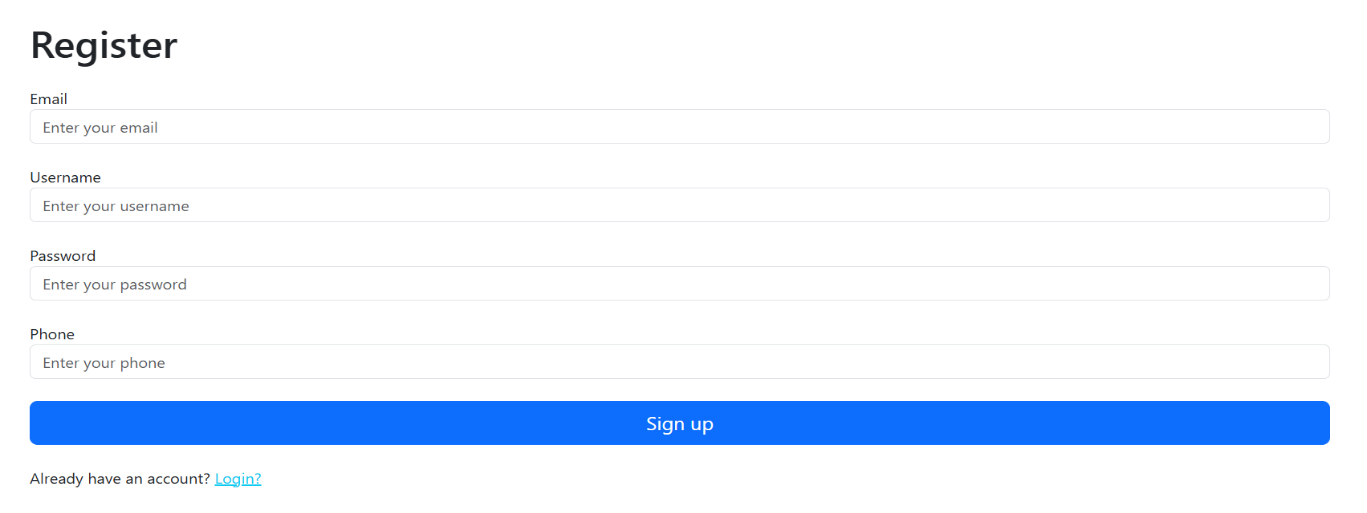 Register
Email
Enter your email
Username
Enter your username
Password
Enter your password
Phone
Enter your phone
Sign up
Already have an account? Login?